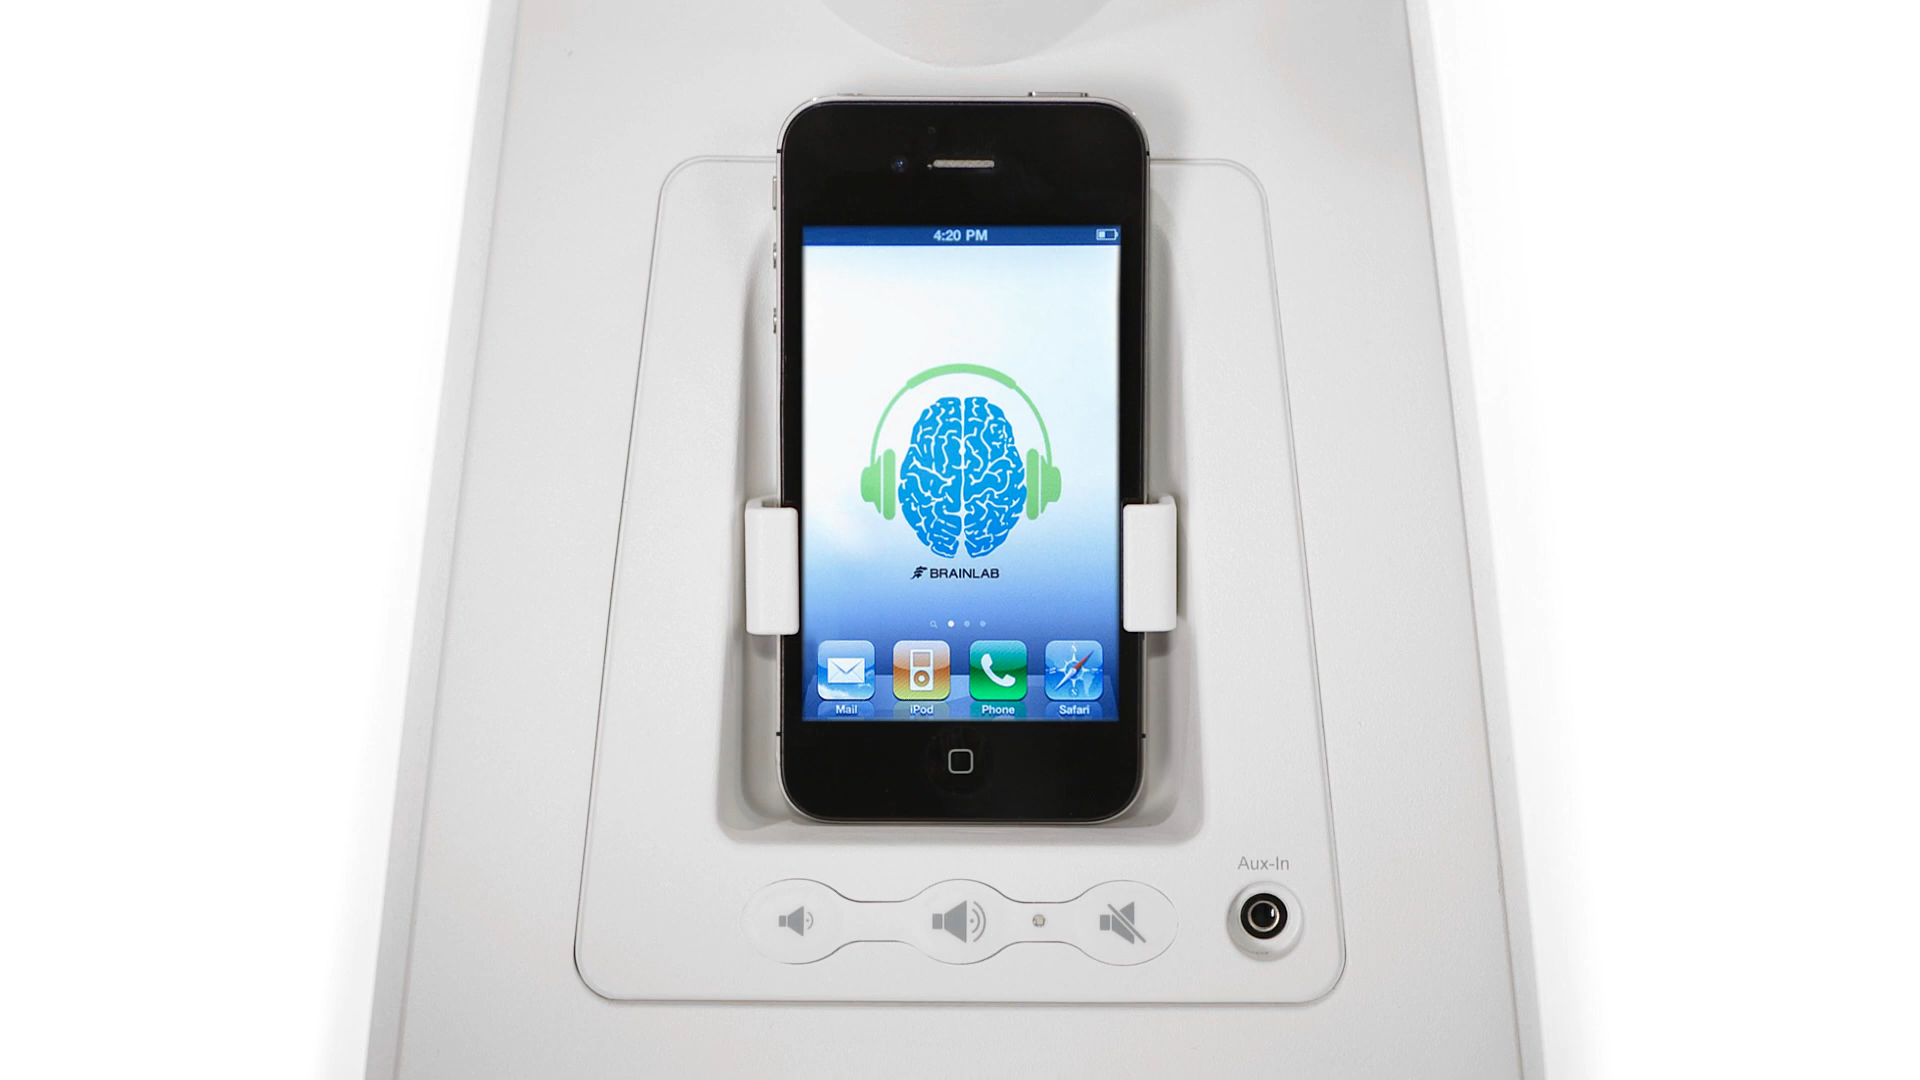 4:20 PM
BRAINLAB
Mail
iPod
Phone
Safari
Aux-In